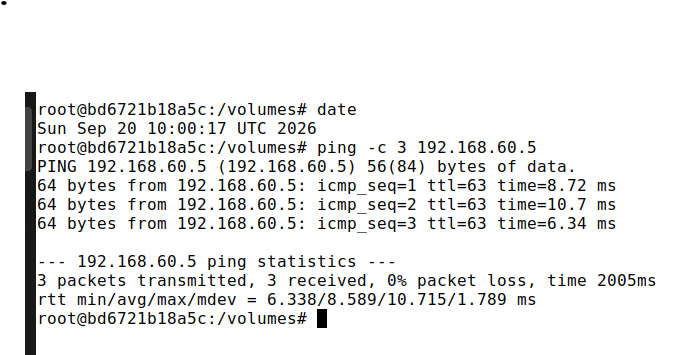 root@bd6721b18a5c:/volumes# date
Sun Sep 20 10:00:17 UTC 2026
root@bd6721b18a5c:/volumes# ping -c 3 192.168.60.5
PING 192.168.60.5 (192.168.60.5) 56(84) bytes of data.
64 bytes from 192.168.60.5: icmp_seq=1 ttl=63 time=8.72 ms
64 bytes from 192.168.60.5: icmp_seq=2 ttl=63 time=10.7 ms
64 bytes from 192.168.60.5: icmp_seq=3 ttl=63 time=6.34 ms
--- 192.168.60.5 ping statistics ---
3 packets transmitted, 3 received, 0% packet loss, time 2005ms
rtt min/avg/max/mdev = 6.338/8.589/10.715/1.789 ms
root@bd6721b18a5c:/volumes#